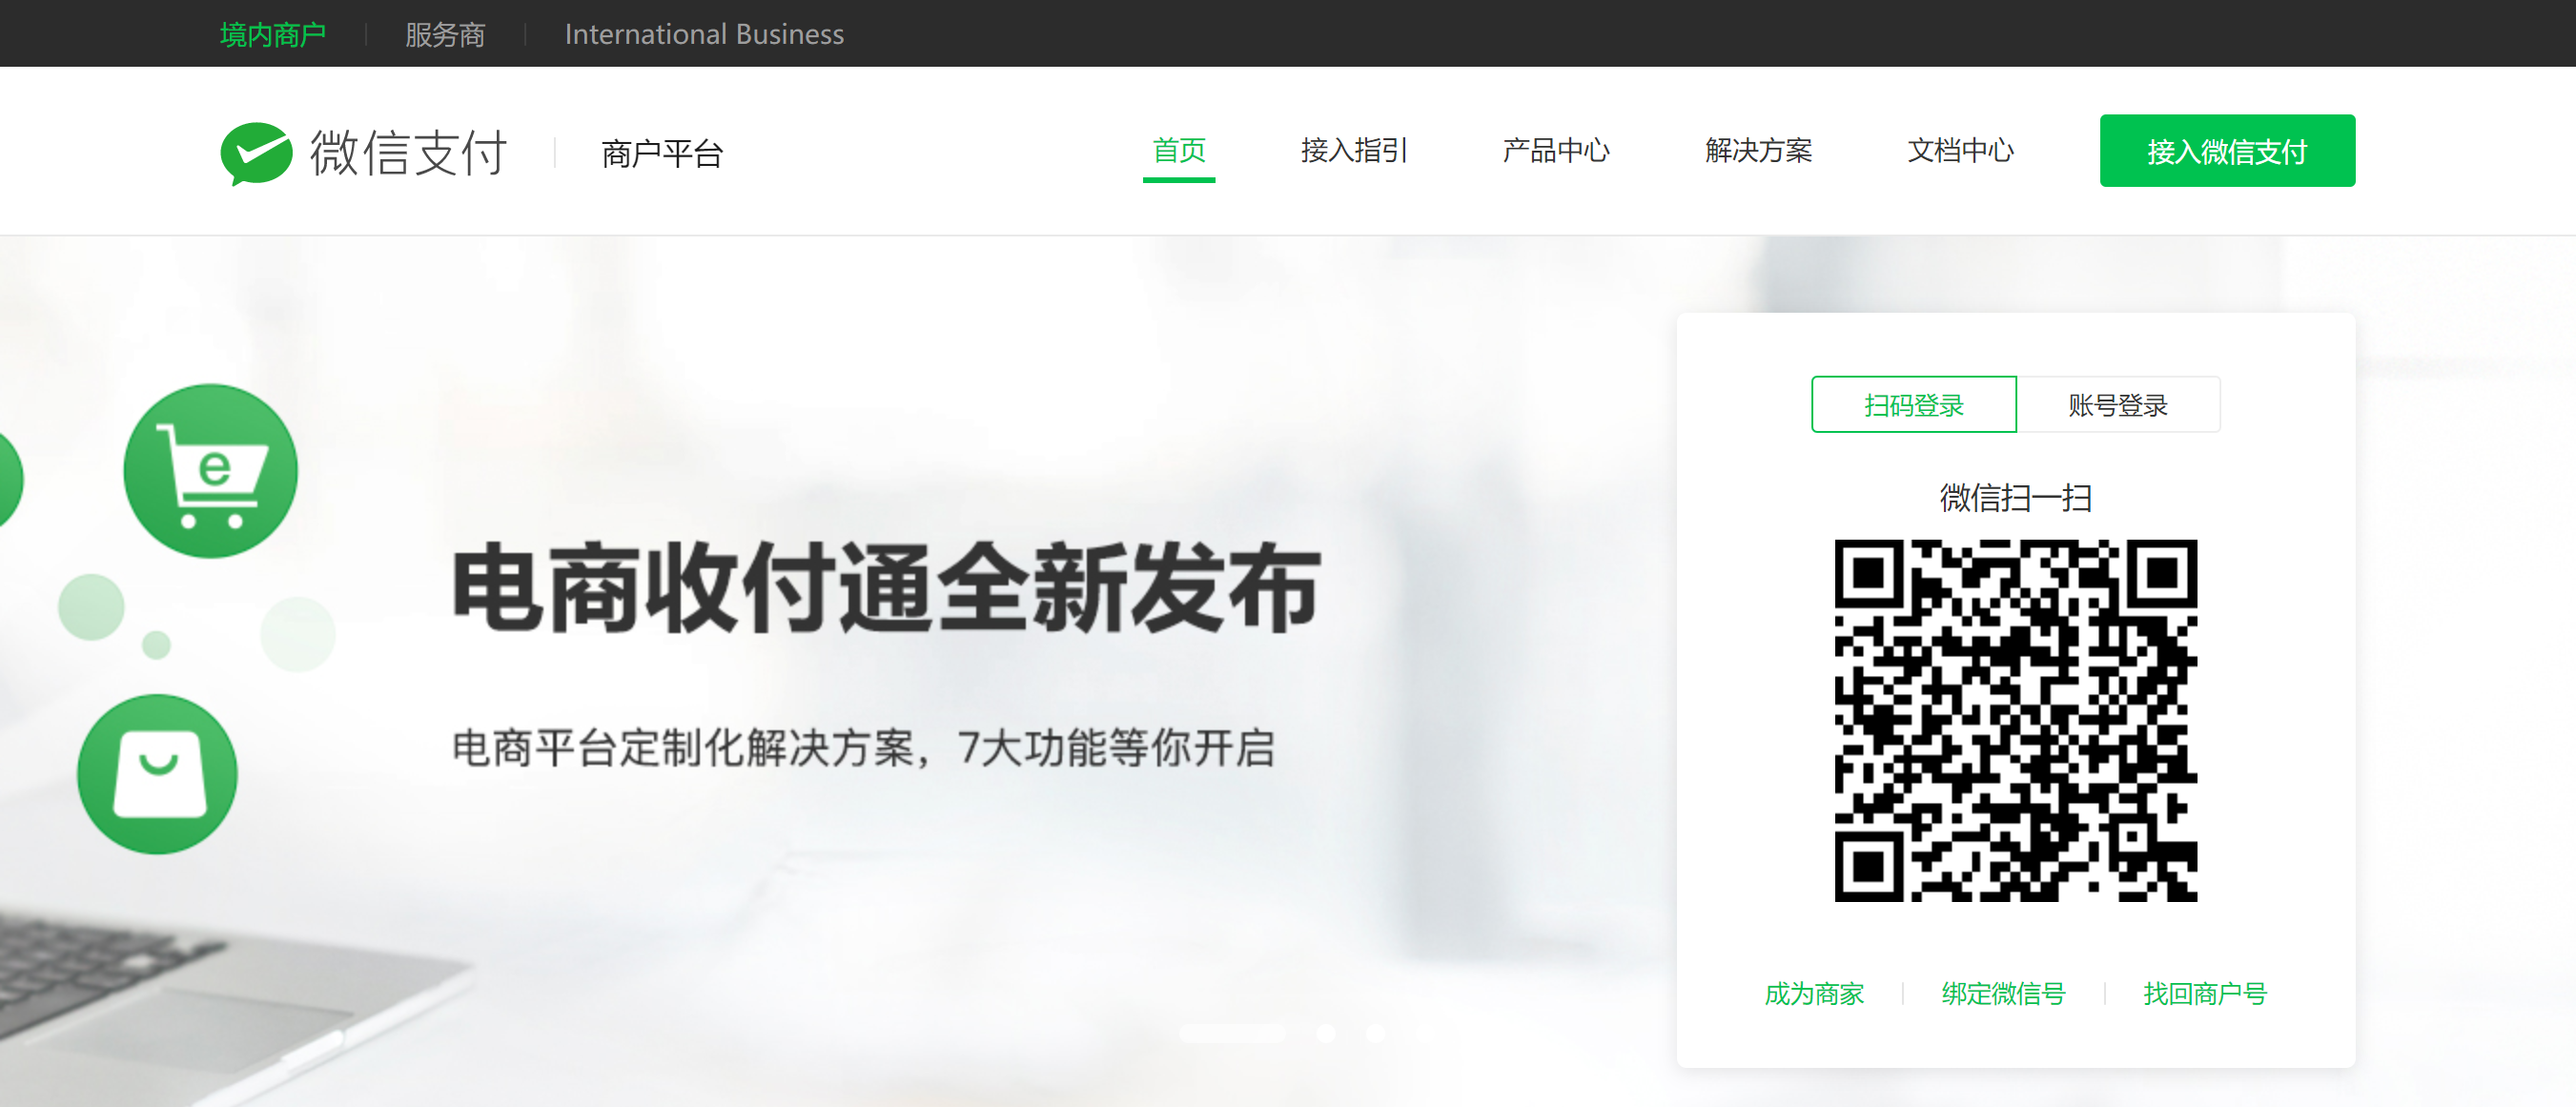 境内商户 服务商 International Business
微信支付 商户平台 首页 接入指引 产品中心 解决方案 文档中心 接入微信支付
扫码登录 账号登录
微信扫一扫
e
电商收付通全新发布
电商平台定制化解决方案，7大功能等你开启
成为商家 绑定微信号 找回商户号